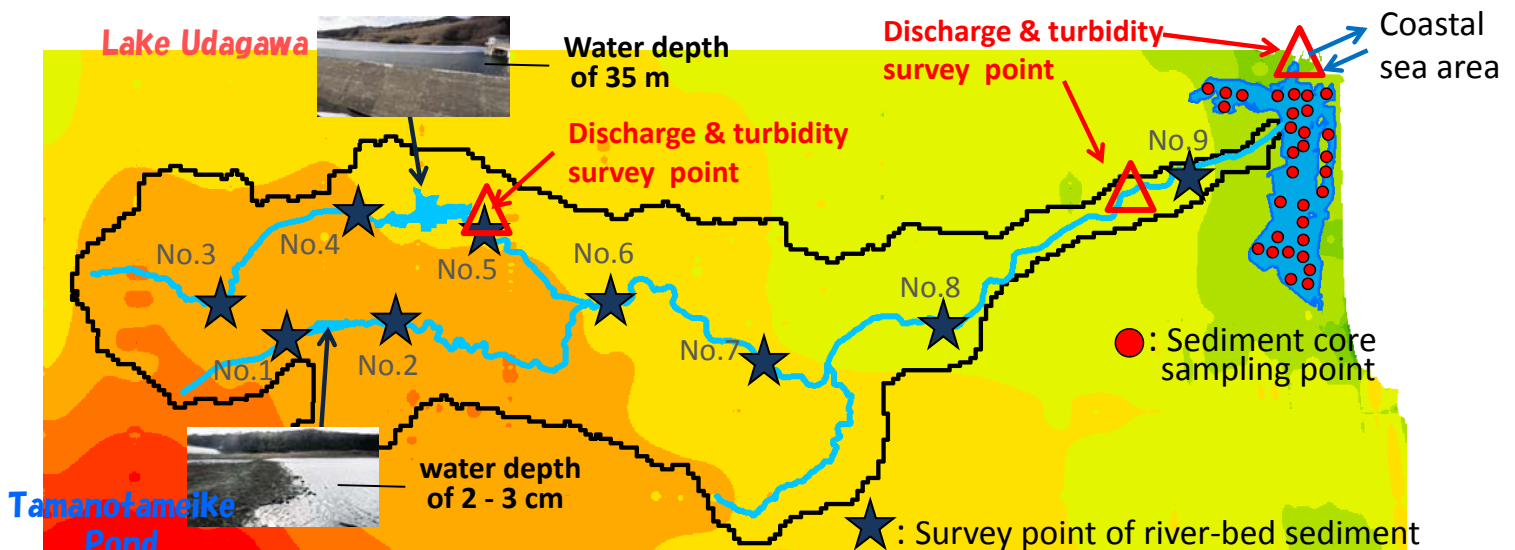 Lake Udagawa
Water depth
of 35 m
Discharge & turbidity
survey point
Discharge & turbidity
survey point
Coastal
sea area
No.9
No.3
No.4
No.5
No.6
No.8
No.1
No.2
No.7
: Sediment core
sampling point
water depth
of 2 - 3 cm
Tamanotameike
Pond
: Survey point of river-bed sediment